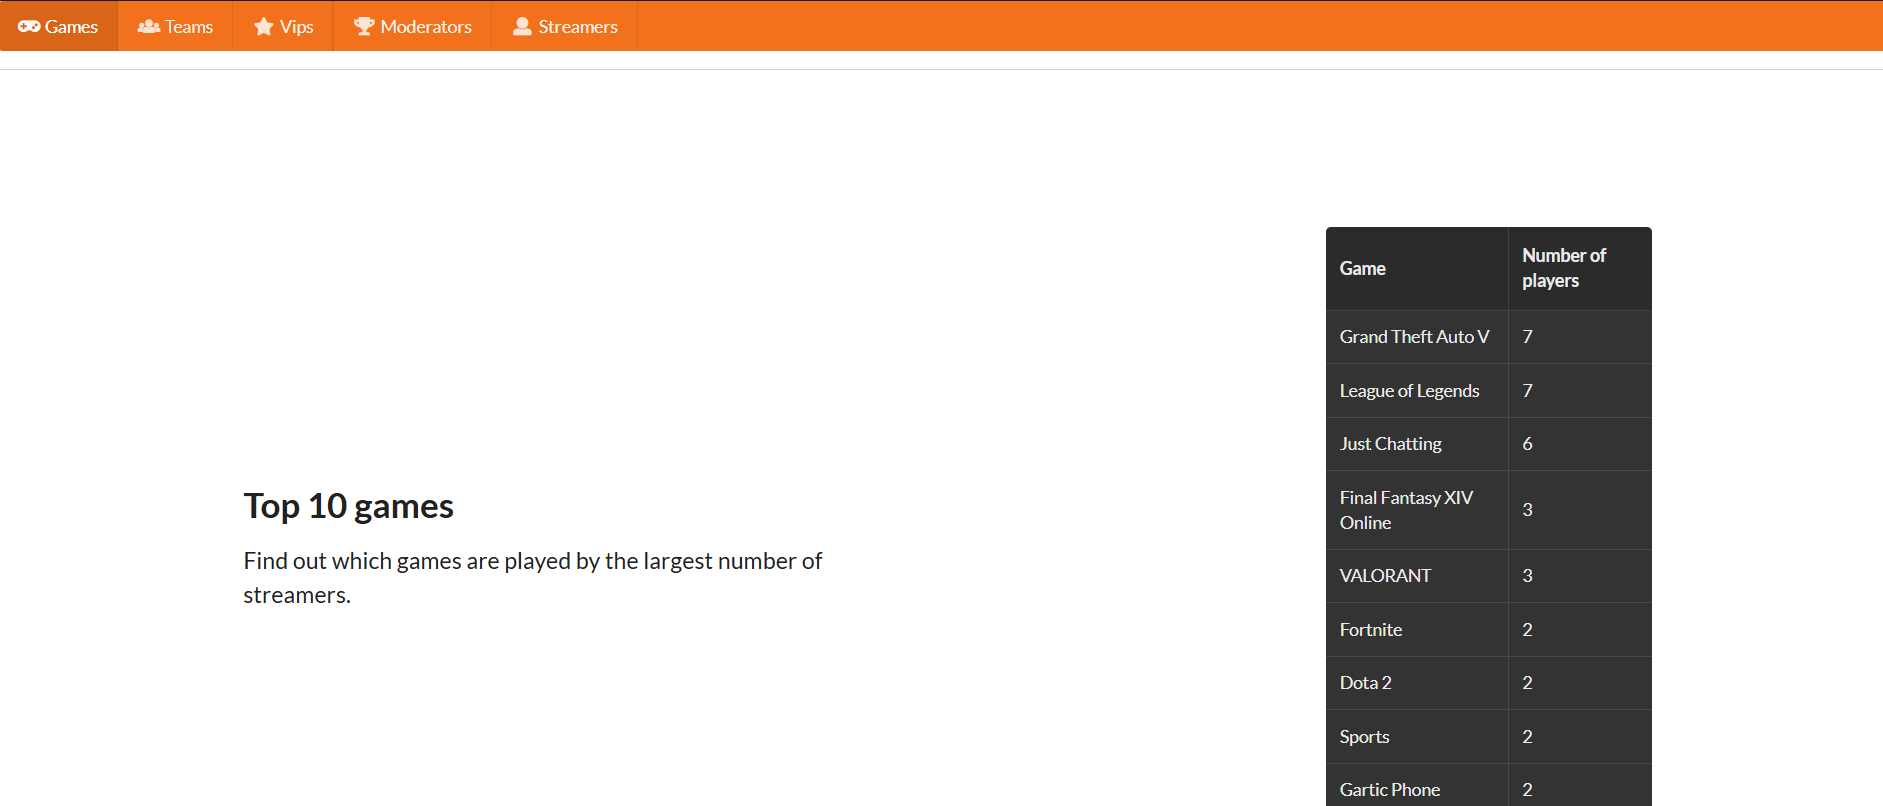 Games Teams Vips Moderators Streamers
Top 10 games
Find out which games are played by the largest number of
streamers.
Game Number of
players
Grand Theft Auto V 7
League of Legends 7
Just Chatting 6
Final Fantasy XIV
Online 3
VALORANT 3
Fortnite 2
Dota 2 2
Sports 2
Gartic Phone 2